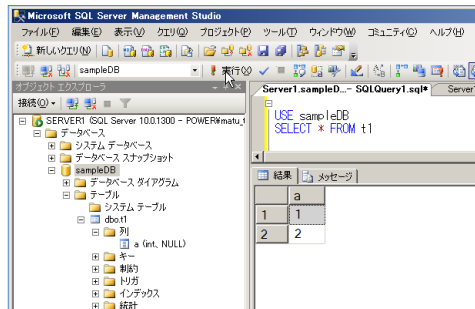 Microsoft SQL Server Management Studio
ファイル(F) 編集(E) 表示(V) クエリ(Q) プロジェクト(P) ツール(T) ウィンドウ(W) コミュニティ(C) ヘルプ(H)
新しいクエリ(N)
sampleDB 実行(X)
オブジェクト エクスプローラ
接続(O)
SERVER1 (SQL Server 10.0.1300 - POWER¥matu_t
データベース
システム データベース
データベース スナップショット
sampleDB
データベース ダイアグラム
テーブル
システム テーブル
dbo.t1
列
a (int, NULL)
キー
制約
トリガ
インデックス
統計
Server1.sampleD...- SQLQuery1.sql* Server
USE sampleDB
SELECT * FROM t1
結果 メッセージ
a
1 1
2 2